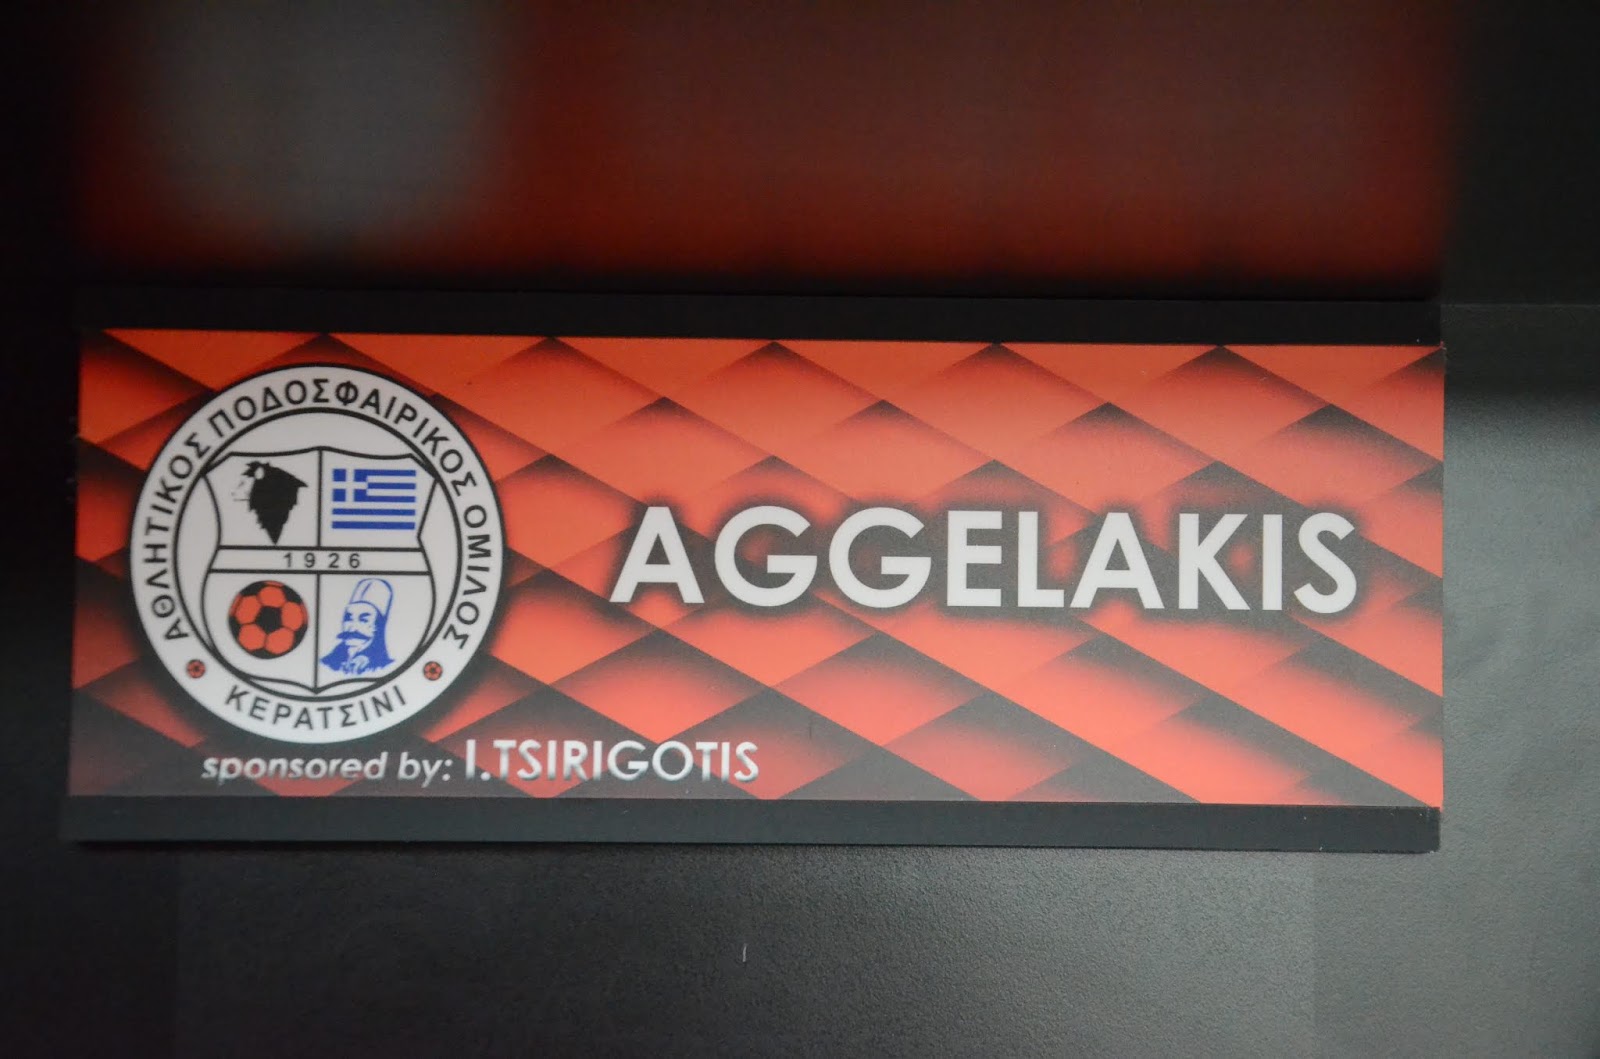 ΑΘΛΗΤΙΚΟΣ ΠΟΔΟΣΦΑΙΡΙΚΟΣ ΟΜΙΛΟΣ
1926
ΚΕΡΑΤΣΙΝΙ
AGGELAKIS
sponsored by: I.TSIRIGOTIS